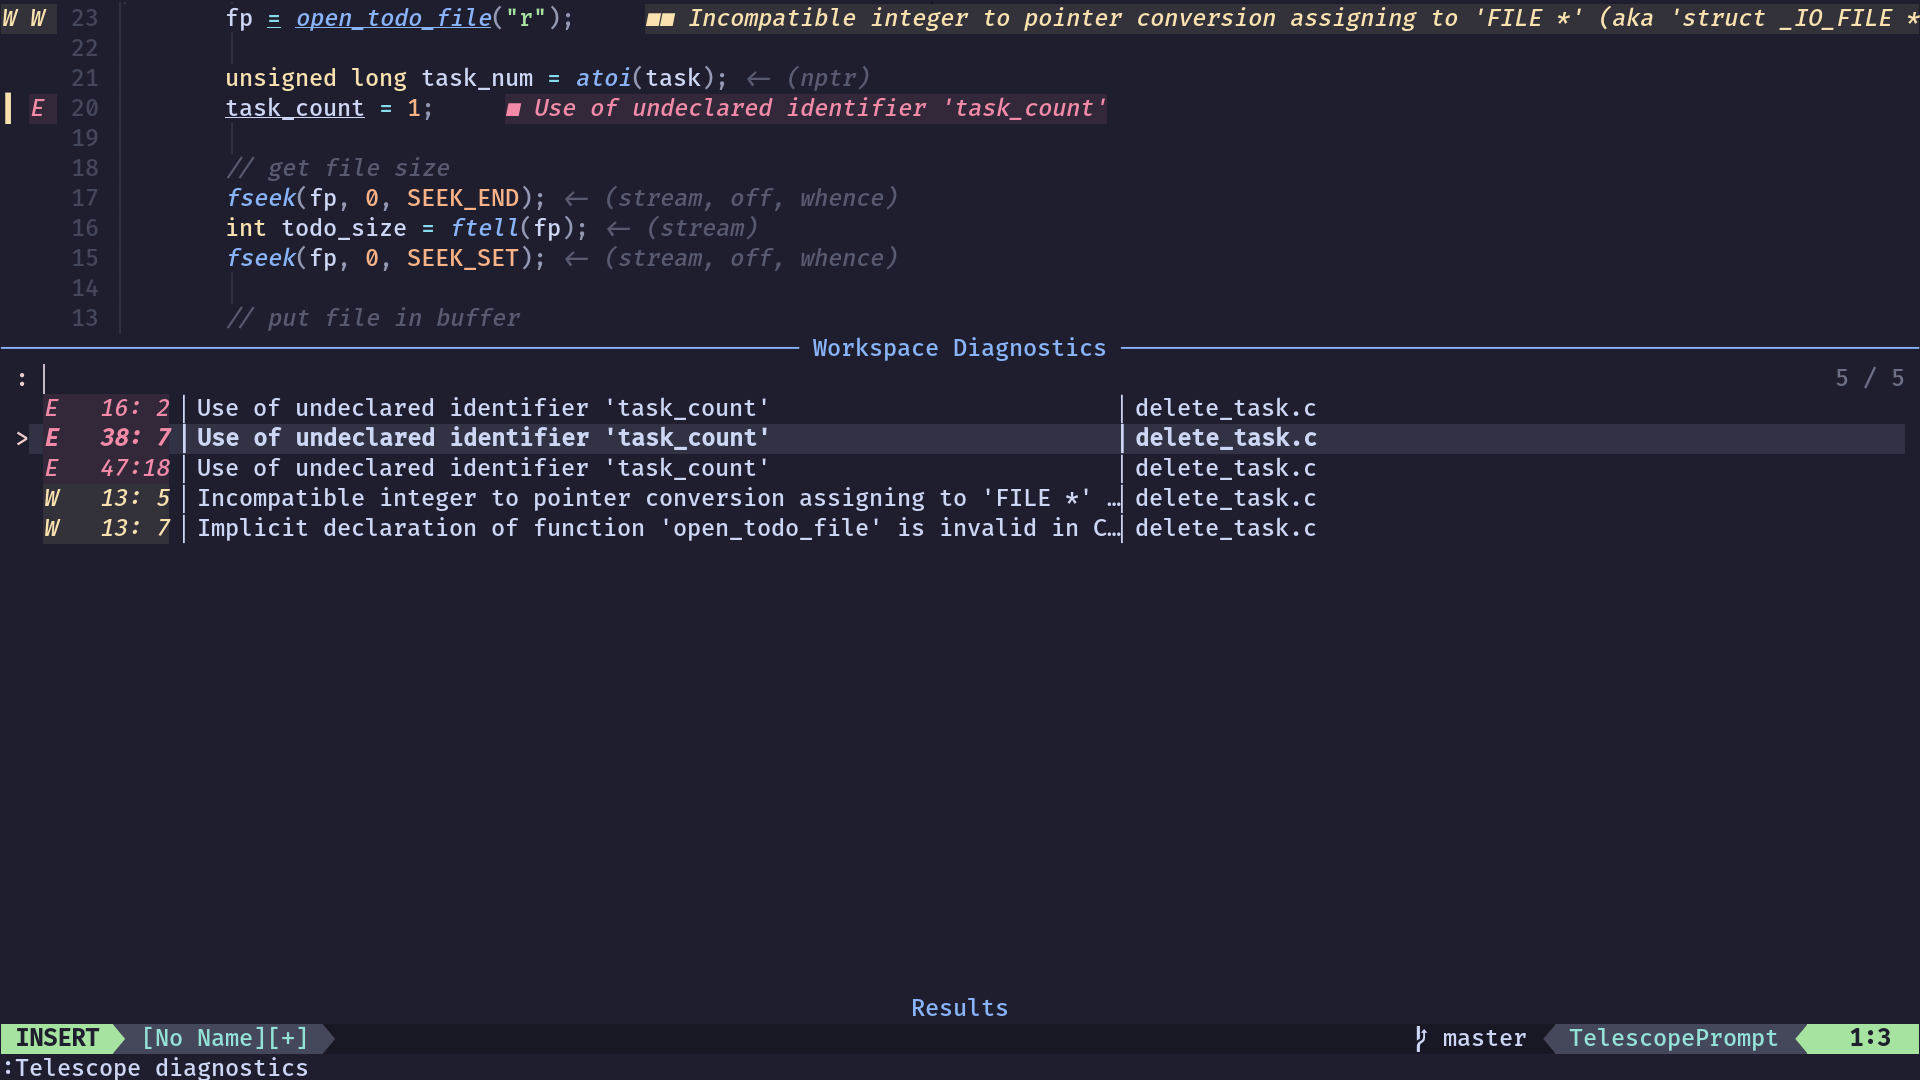 W W 23 fp = open_todo_file("r"); ■■ Incompatible integer to pointer conversion assigning to 'FILE *' (aka 'struct _IO_FILE *
22
21 unsigned long task_num = atoi(task); <- (nptr)
E 20 task_count = 1; ■ Use of undeclared identifier 'task_count'
19
18 // get file size
17 fseek(fp, 0, SEEK_END); <- (stream, off, whence)
16 int todo_size = ftell(fp); <- (stream)
15 fseek(fp, 0, SEEK_SET); <- (stream, off, whence)
14
13 // put file in buffer
Workspace Diagnostics
: 5 / 5
E 16: 2 │Use of undeclared identifier 'task_count' │delete_task.c
> E 38: 7 │Use of undeclared identifier 'task_count' │delete_task.c
E 47:18 │Use of undeclared identifier 'task_count' │delete_task.c
W 13: 5 │Incompatible integer to pointer conversion assigning to 'FILE *' …│delete_task.c
W 13: 7 │Implicit declaration of function 'open_todo_file' is invalid in C…│delete_task.c
Results
INSERT [No Name][+] master TelescopePrompt 1:3
:Telescope diagnostics